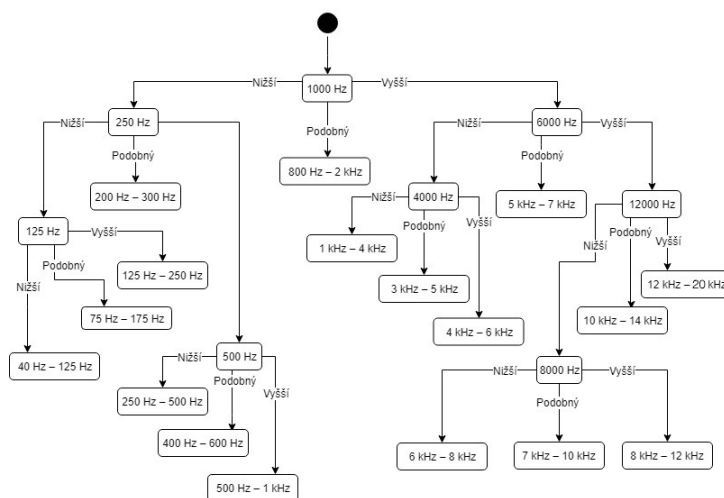 Nižší
1000 Hz
Vyšší
Podobný
800 Hz – 2 kHz
250 Hz
Nižší
Podobný
200 Hz – 300 Hz
6000 Hz
Nižší
Vyšší
Podobný
5 kHz – 7 kHz
125 Hz
Vyšší
125 Hz – 250 Hz
Podobný
75 Hz – 175 Hz
Nižší
40 Hz – 125 Hz
4000 Hz
Nižší
1 kHz – 4 kHz
Podobný
3 kHz – 5 kHz
Vyšší
4 kHz – 6 kHz
12000 Hz
Nižší
Podobný
10 kHz – 14 kHz
Vyšší
12 kHz – 20 kHz
500 Hz
Nižší
250 Hz – 500 Hz
Podobný
400 Hz – 600 Hz
Vyšší
500 Hz – 1 kHz
8000 Hz
Nižší
6 kHz – 8 kHz
Podobný
7 kHz – 10 kHz
Vyšší
8 kHz – 12 kHz